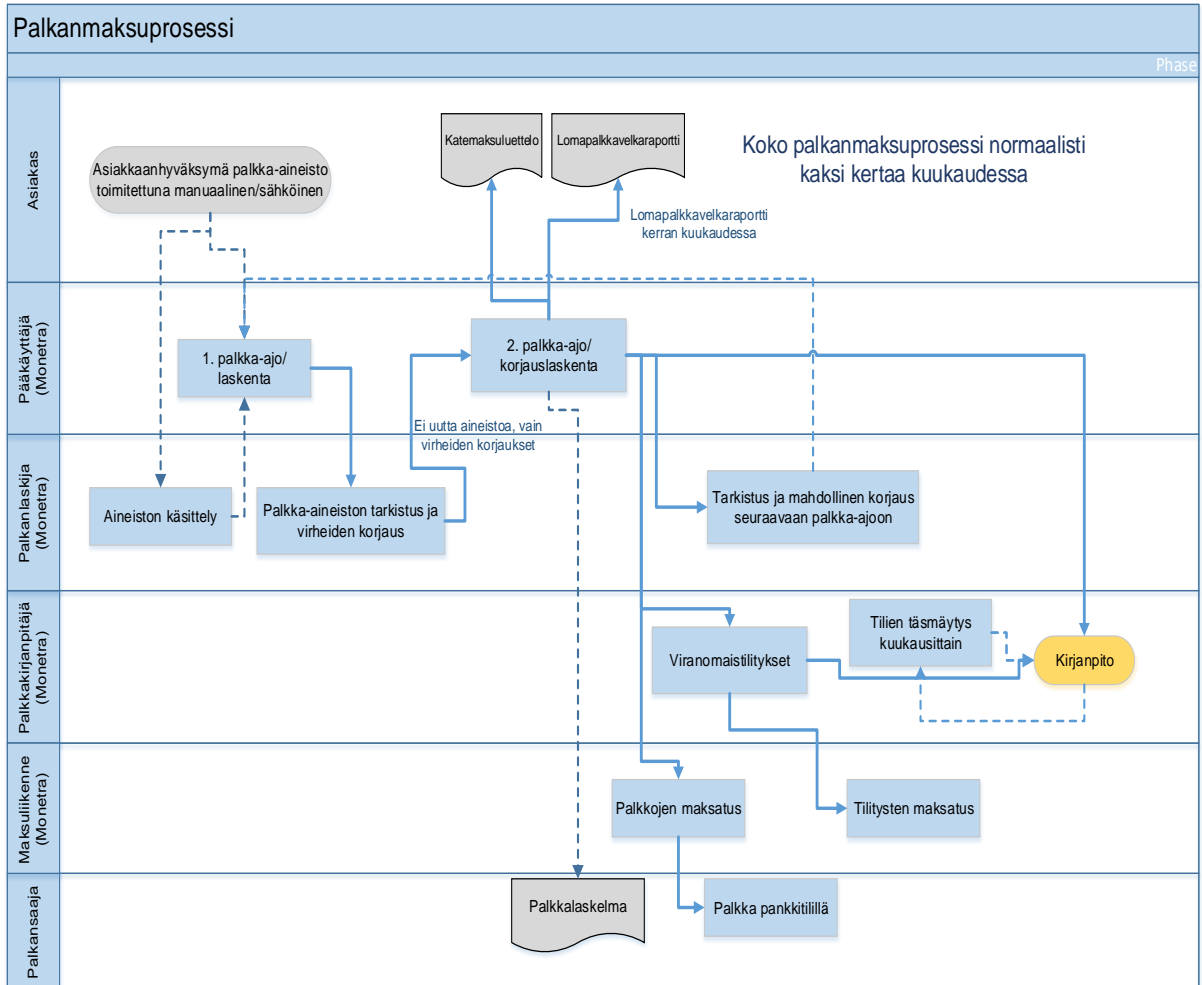 Palkanmaksuprosessi
Phase
Asiakas
Asiakkaanhyväksymä palkka-aineisto
toimitettuna manuaalinen/sähköinen
Katemaksuluettelo
Lomapalkkavelkaraportti
Koko palkanmaksuprosessi normaalisti
kaksi kertaa kuukaudessa
Lomapalkkavelkaraportti
kerran kuukaudessa
Pääkäyttäjä
(Monetra)
1. palkka-ajo/
laskenta
2. palkka-ajo/
korjauslaskenta
Ei uutta aineistoa, vain
virheiden korjaukset
Palkanlaskija
(Monetra)
Aineiston käsittely
Palkka-aineiston tarkistus ja
virheiden korjaus
Tarkistus ja mahdollinen korjaus
seuraavaan palkka-ajoon
Palkkakirjanpitäjä
(Monetra)
Viranomaistilitykset
Tilien täsmäytys
kuukausittain
Kirjanpito
Maksuliikenne
(Monetra)
Palkkojen maksatus
Tilitysten maksatus
Palkansaaja
Palkkalaskelma
Palkka pankkitilillä